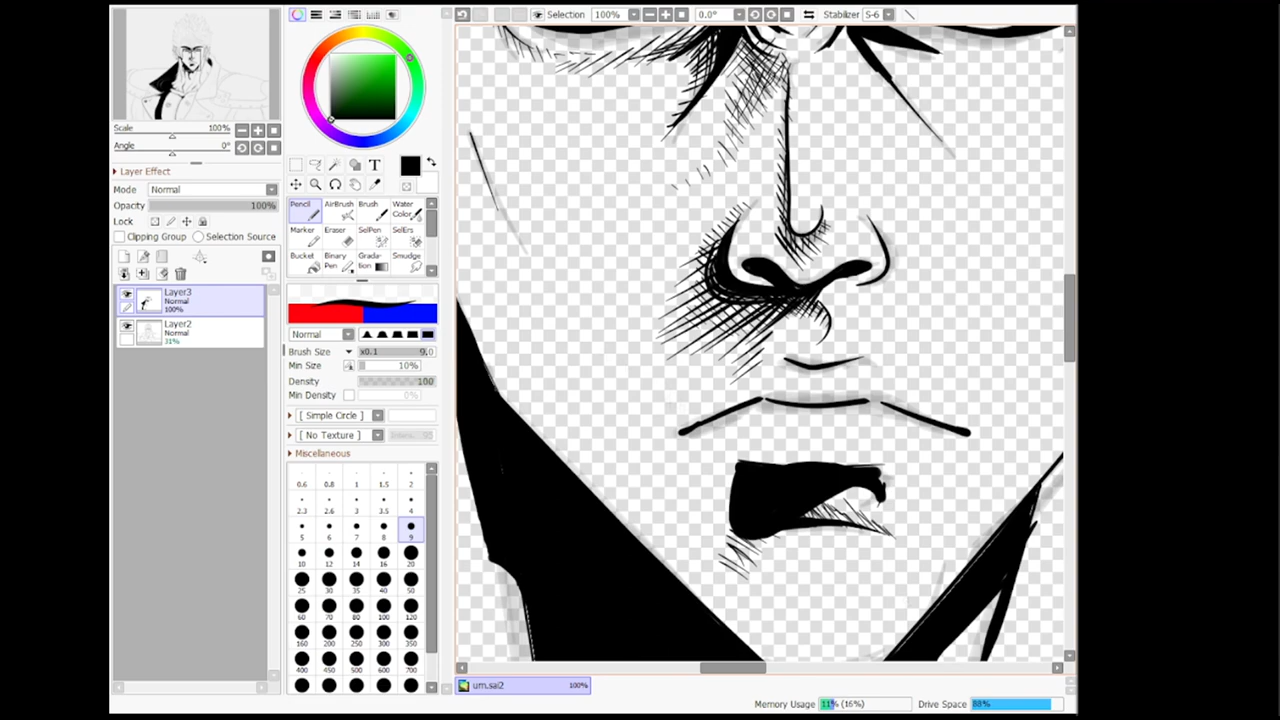 Selection 100% 0.0° Stabilizer S-6
Scale 100%
Angle 0°
Layer Effect
Mode Normal
Opacity 100%
Lock
Clipping Group Selection Source
Layer3
Normal
100%
Layer2
Normal
31%
T
Pencil AirBrush Brush Water Color
Marker Eraser SelPen SelErs
Bucket Binary Pen Grada-tion Smudge
Normal
Brush Size x0.1 9.0
Min Size 10%
Density 100
Min Density 0%
[ Simple Circle ]
[ No Texture ]
Miscellaneous
0.6 0.8 1 1.5 2
2.3 2.6 3 3.5 4
5 6 7 8 9
10 12 14 16 20
25 30 35 40 50
60 70 80 100 120
160 200 250 300 350
400 450 500 600 700
um.sai2 100%
Memory Usage 11% (16%) Drive Space 88%